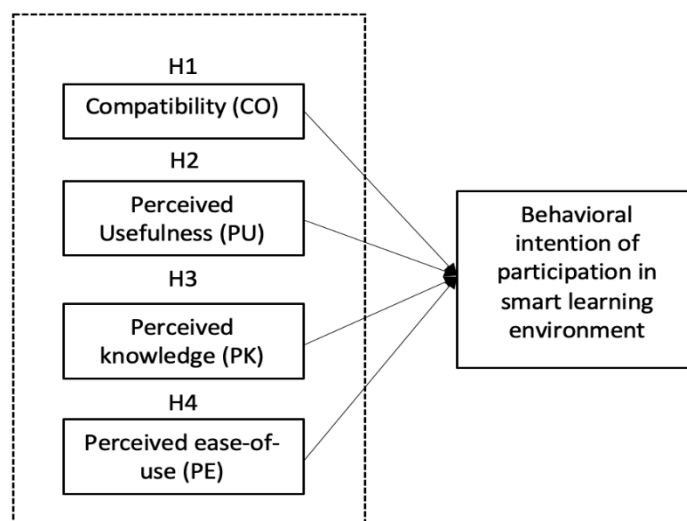 H1
Compatibility (CO)
H2
Perceived
Usefulness (PU)
H3
Perceived
knowledge (PK)
H4
Perceived ease-of-
use (PE)
Behavioral
intention of
participation in
smart learning
environment